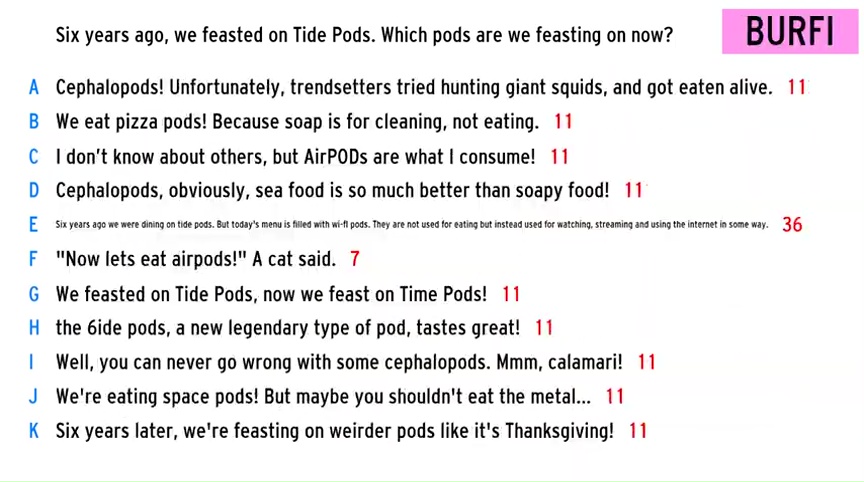 Six years ago, we feasted on Tide Pods. Which pods are we feasting on now?
BURFI
A Cephalopods! Unfortunately, trendsetters tried hunting giant squids, and got eaten alive. 11
B We eat pizza pods! Because soap is for cleaning, not eating. 11
C I don't know about others, but AirPODs are what I consume! 11
D Cephalopods, obviously, sea food is so much better than soapy food! 11
E Six years ago we were dining on tide pods. But today's menu is filled with wi-fi pods. They are not used for eating but instead used for watching, streaming and using the internet in some way. 36
F "Now lets eat airpods!" A cat said. 7
G We feasted on Tide Pods, now we feast on Time Pods! 11
H the 6ide pods, a new legendary type of pod, tastes great! 11
I Well, you can never go wrong with some cephalopods. Mmm, calamari! 11
J We're eating space pods! But maybe you shouldn't eat the metal... 11
K Six years later, we're feasting on weirder pods like it's Thanksgiving! 11